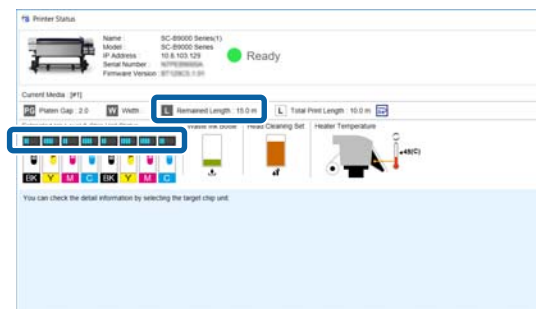 Printer Status
Name : SC-B9000 Series(1)
Model : SC-B9000 Series
IP Address : 10.8.103.129
Serial Number :
Firmware Version :
Ready
Current Media : [#1]
PG Platen Gap : 2.0 W Width : L Remained Length : 15.0 m L Total Print Length : 10.0 m
Waste Ink Bottle Head Cleaning Set Heater Temperature
BK Y M C BK Y M C
You can check the detail information by selecting the target chip unit.